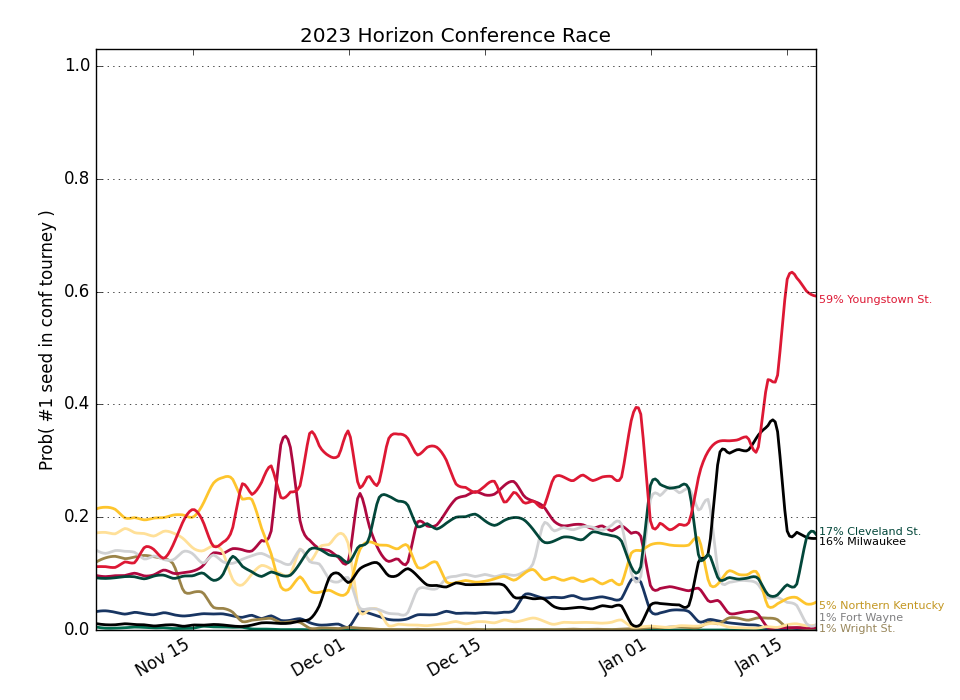 2023 Horizon Conference Race
Prob( #1 seed in conf tourney )
1.0
0.8
0.6
0.4
0.2
0.0
Nov 15
Dec 01
Dec 15
Jan 01
Jan 15
59% Youngstown St.
17% Cleveland St.
16% Milwaukee
5% Northern Kentucky
1% Fort Wayne
1% Wright St.